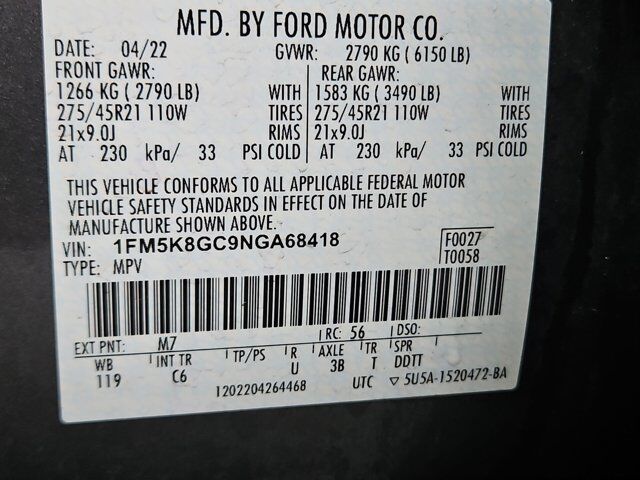 MFD. BY FORD MOTOR CO.
DATE: 04/22 GVWR: 2790 KG ( 6150 LB)
FRONT GAWR: REAR GAWR:
1266 KG ( 2790 LB) WITH 1583 KG ( 3490 LB) WITH
275/45R21 110W TIRES 275/45R21 110W TIRES
21x9.0J RIMS 21x9.0J RIMS
AT 230 kPa/ 33 PSI COLD AT 230 kPa/ 33 PSI COLD
THIS VEHICLE CONFORMS TO ALL APPLICABLE FEDERAL MOTOR
VEHICLE SAFETY STANDARDS IN EFFECT ON THE DATE OF
MANUFACTURE SHOWN ABOVE.
VIN: 1FM5K8GC9NGA68418 F0027
TYPE: MPV T0058
EXT PNT: M7 RC: 56 DSO:
WB INT TR TP/PS R AXLE TR SPR
119 C6 U 3B T DDTT
1202204264468 UTC ▽ 5U5A-1520472-BA